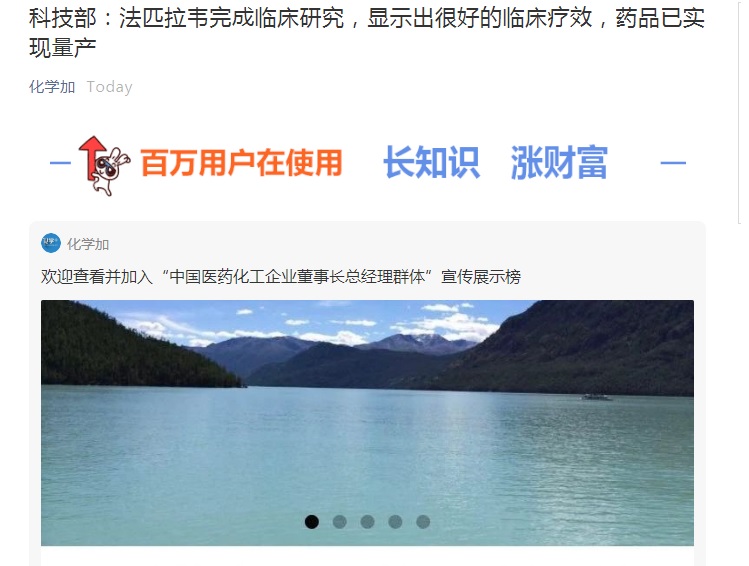 科技部：法匹拉韦完成临床研究，显示出很好的临床疗效，药品已实
现量产
化学加 Today
百万用户在使用 长知识 涨财富
化学加
欢迎查看并加入“中国医药化工企业董事长总经理群体”宣传展示榜